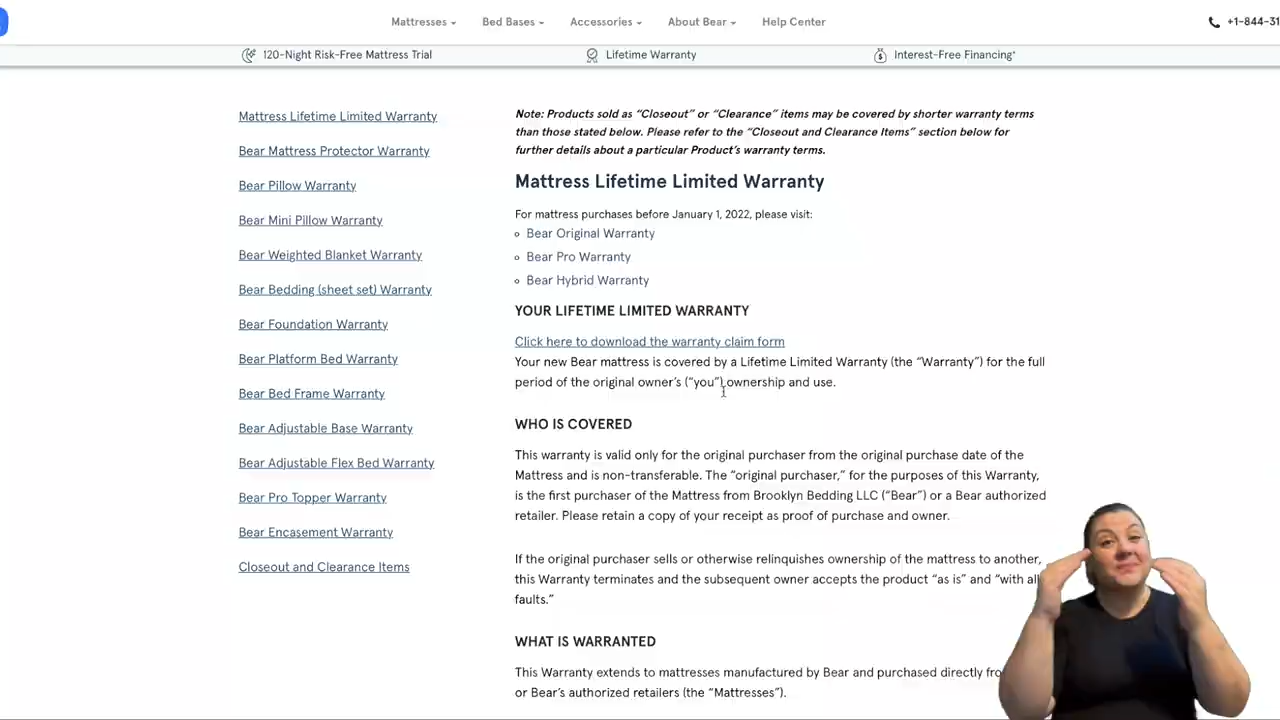 Mattresses
Bed Bases
Accessories
About Bear
Help Center
+1-844-31
120-Night Risk-Free Mattress Trial
Lifetime Warranty
Interest-Free Financing*
Mattress Lifetime Limited Warranty
Bear Mattress Protector Warranty
Bear Pillow Warranty
Bear Mini Pillow Warranty
Bear Weighted Blanket Warranty
Bear Bedding (sheet set) Warranty
Bear Foundation Warranty
Bear Platform Bed Warranty
Bear Bed Frame Warranty
Bear Adjustable Base Warranty
Bear Adjustable Flex Bed Warranty
Bear Pro Topper Warranty
Bear Encasement Warranty
Closeout and Clearance Items
Note: Products sold as “Closeout” or “Clearance” items may be covered by shorter warranty terms
than those stated below. Please refer to the “Closeout and Clearance Items” section below for
further details about a particular Product’s warranty terms.
Mattress Lifetime Limited Warranty
For mattress purchases before January 1, 2022, please visit:
Bear Original Warranty
Bear Pro Warranty
Bear Hybrid Warranty
YOUR LIFETIME LIMITED WARRANTY
Click here to download the warranty claim form
Your new Bear mattress is covered by a Lifetime Limited Warranty (the “Warranty”) for the full
period of the original owner’s (“you”) ownership and use.
WHO IS COVERED
This warranty is valid only for the original purchaser from the original purchase date of the
Mattress and is non-transferable. The “original purchaser,” for the purposes of this Warranty,
is the first purchaser of the Mattress from Brooklyn Bedding LLC (“Bear”) or a Bear authorized
retailer. Please retain a copy of your receipt as proof of purchase and owner.
If the original purchaser sells or otherwise relinquishes ownership of the mattress to another,
this Warranty terminates and the subsequent owner accepts the product “as is” and “with all
faults.”
WHAT IS WARRANTED
This Warranty extends to mattresses manufactured by Bear and purchased directly
or Bear’s authorized retailers (the “Mattresses”).